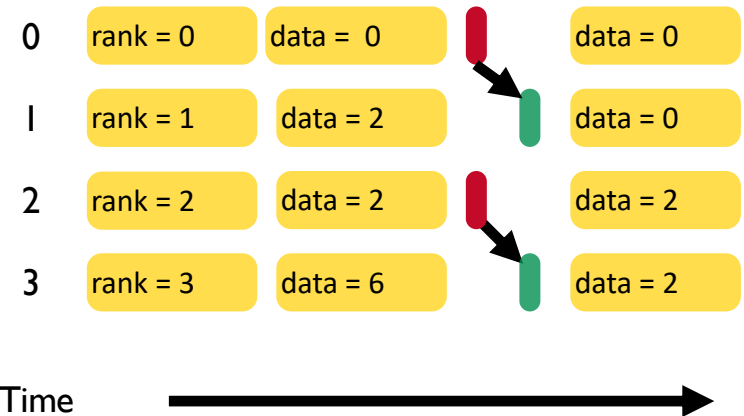 0 rank = 0 data = 0 data = 0
1 rank = 1 data = 2 data = 0
2 rank = 2 data = 2 data = 2
3 rank = 3 data = 6 data = 2
Time